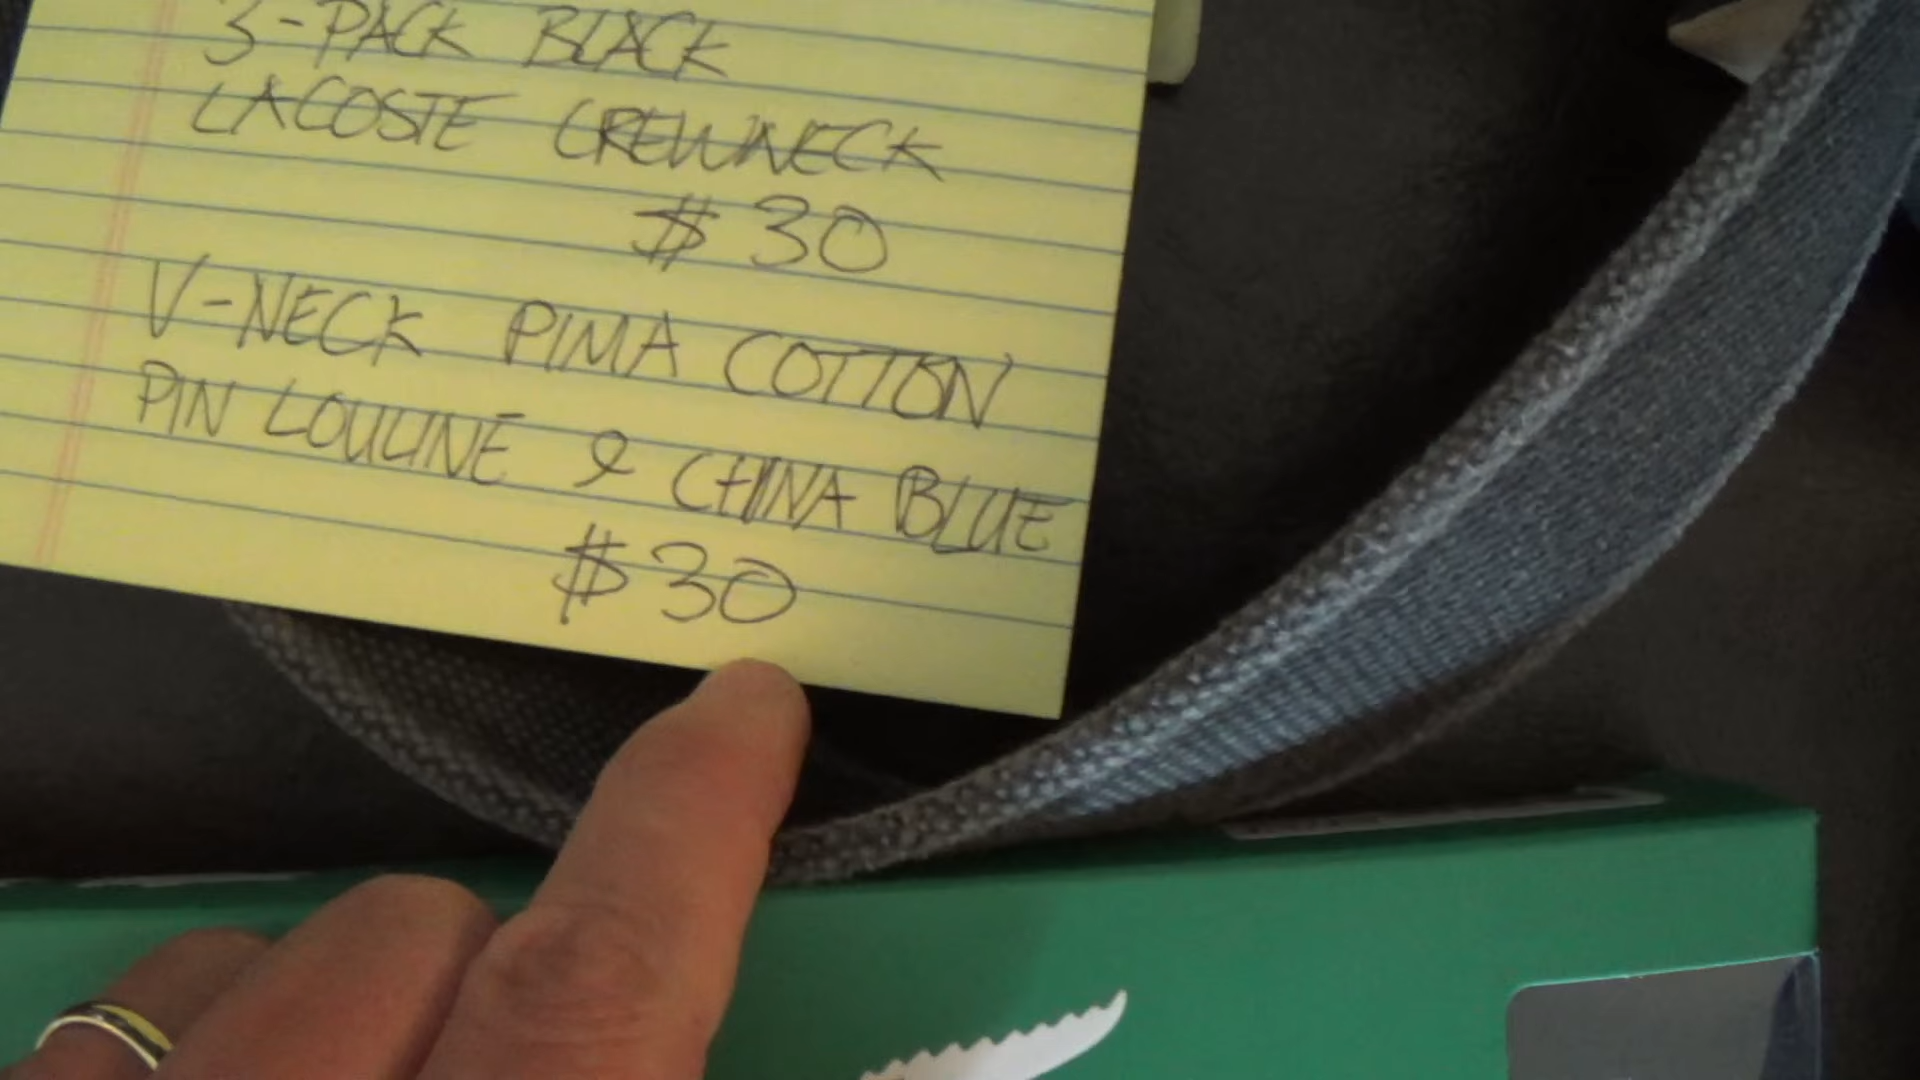 3-PACK BLACK
LACOSTE CREWNECK
$30
V-NECK PIMA COTTON
PIN LOULINE & CHINA BLUE
$30